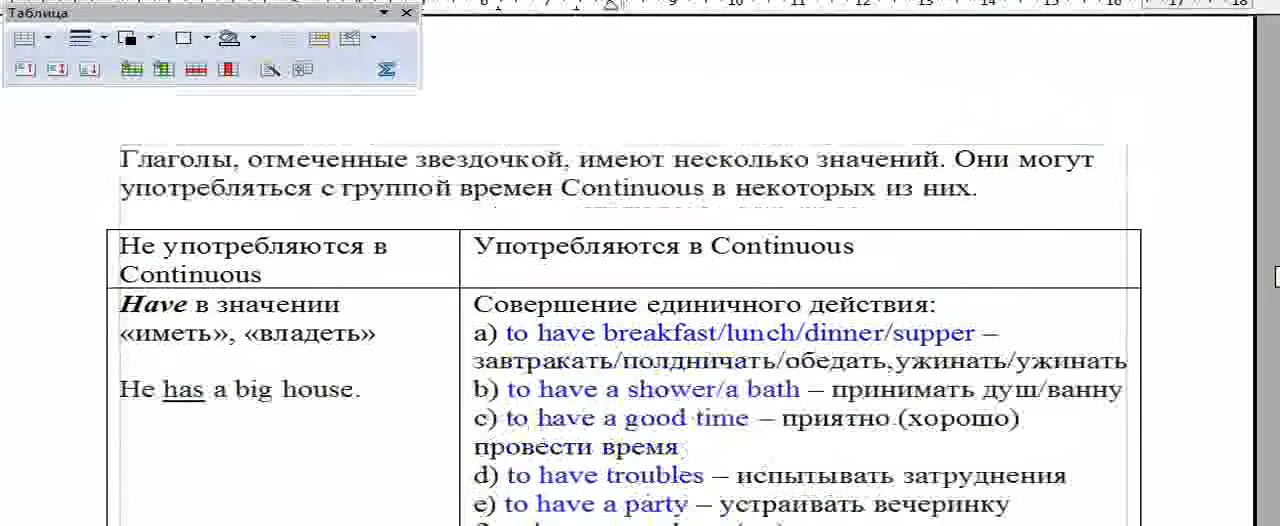 Таблица
Глаголы, отмеченные звездочкой, имеют несколько значений. Они могут
употребляться с группой времен Continuous в некоторых из них.
Не употребляются в
Continuous
Употребляются в Continuous
Have в значении
«иметь», «владеть»
He has a big house.
Совершение единичного действия:
a) to have breakfast/lunch/dinner/supper –
завтракать/полдничать/обедать,ужинать/ужинать
b) to have a shower/a bath – принимать душ/ванну
c) to have a good time – приятно (хорошо)
провести время
d) to have troubles – испытывать затруднения
e) to have a party – устраивать вечеринку